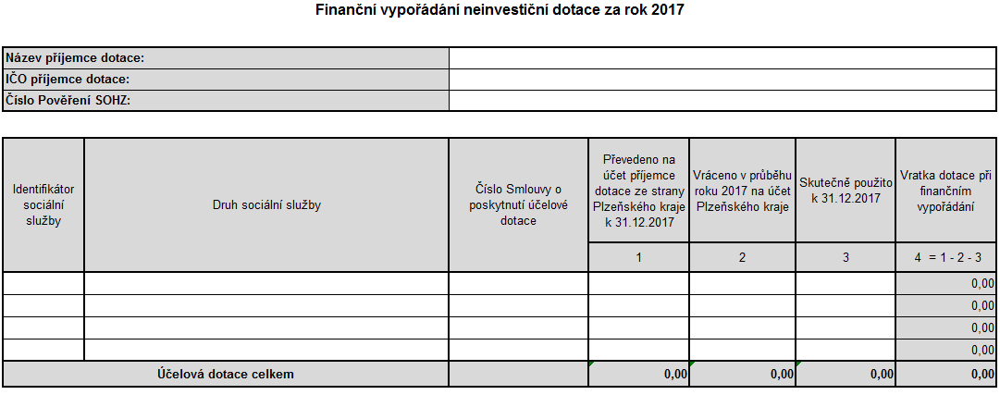 Finanční vypořádání neinvestiční dotace za rok 2017
Název příjemce dotace:
IČO příjemce dotace:
Číslo Pověření SOHZ:
Identifikátor
sociální
služby
Druh sociální služby
Číslo Smlouvy o
poskytnutí účelové
dotace
Převedeno na
účet příjemce
dotace ze strany
Plzeňského kraje
k 31.12.2017
Vráceno v průběhu
roku 2017 na účet
Plzeňského kraje
Skutečně použito
k 31.12.2017
Vratka dotace při
finančním
vypořádání
1 2 3 4 = 1 - 2 - 3
0,00
0,00
0,00
0,00
Účelová dotace celkem 0,00 0,00 0,00 0,00